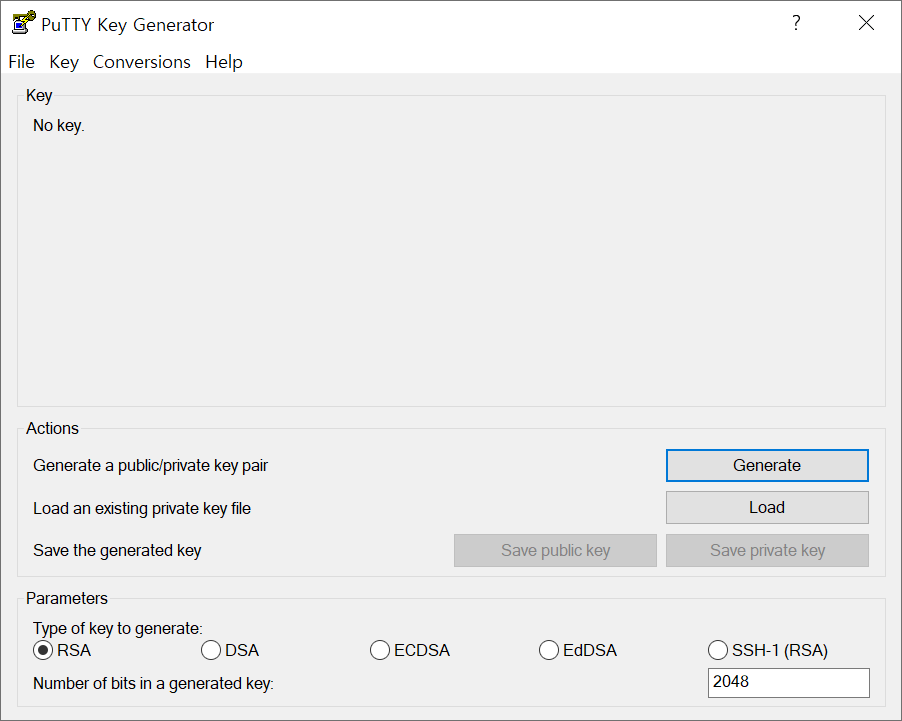 PuTTY Key Generator ?
File Key Conversions Help
Key
No key.
Actions
Generate a public/private key pair Generate
Load an existing private key file Load
Save the generated key Save public key Save private key
Parameters
Type of key to generate:
RSA DSA ECDSA EdDSA SSH-1 (RSA)
Number of bits in a generated key: 2048